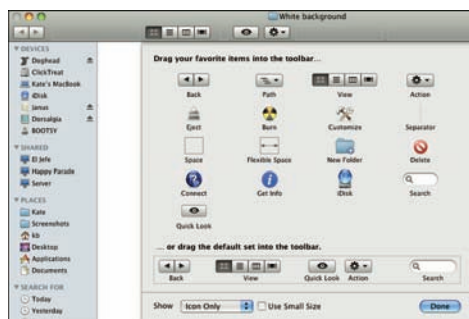 White background
DEVICES
Doghead
ClickTreat
Kate's MacBook
iDisk
Jamat
Dorsalgia
BOOTSY
SHARED
El Jefe
Happy Parade
Server
PLACES
Kate
Screenshots
kb
Desktop
Applications
Documents
SEARCH FOR
Today
Yesterday
Drag your favorite items into the toolbar...
Back Path View Action
Eject Burn Customize Separator
Space Flexible Space New Folder Delete
Connect Get Info iDisk Search
Quick Look
... or drag the default set into the toolbar.
Back View Quick Look Action Search
Show Icon Only Use Small Size Done